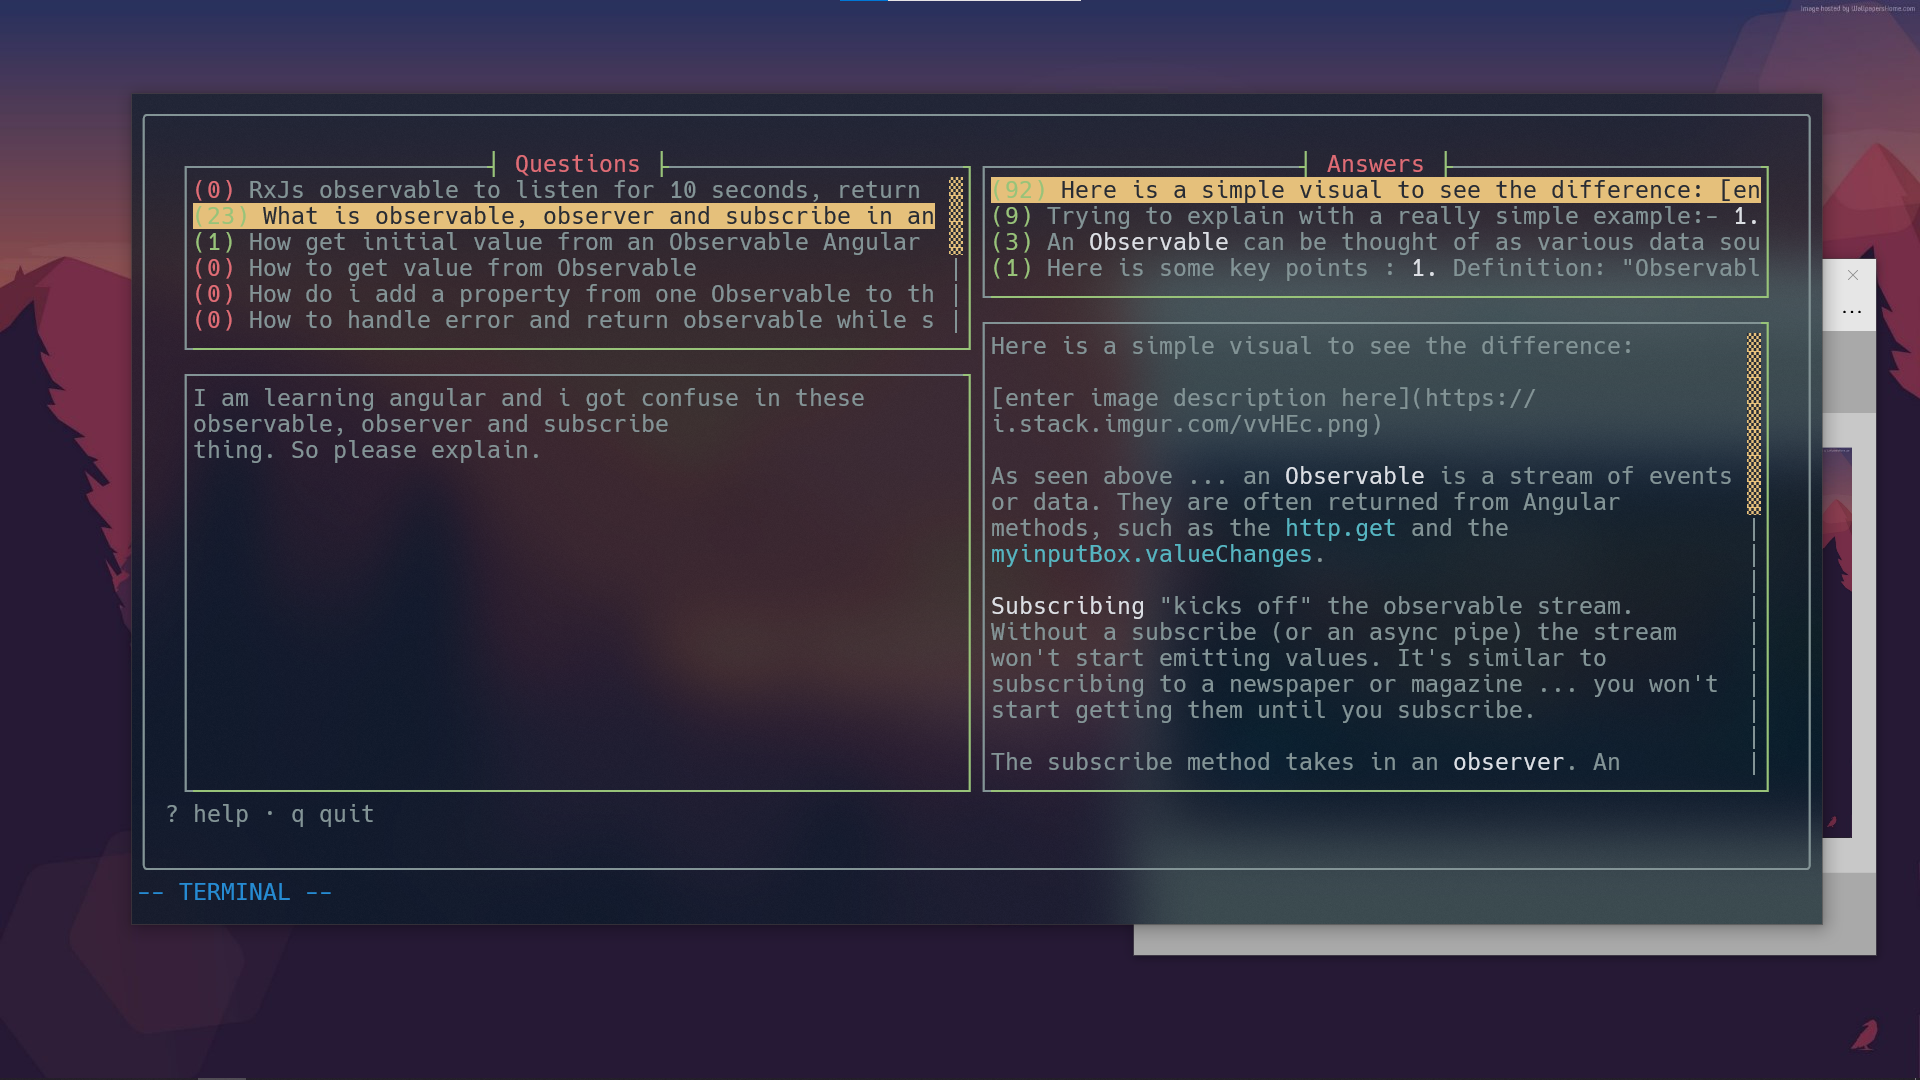 Image hosted by WallpapersHome.com
Questions
(0) RxJs observable to listen for 10 seconds, return
(23) What is observable, observer and subscribe in an
(1) How get initial value from an Observable Angular
(0) How to get value from Observable
(0) How do i add a property from one Observable to th
(0) How to handle error and return observable while s
I am learning angular and i got confuse in these
observable, observer and subscribe
thing. So please explain.
Answers
(92) Here is a simple visual to see the difference: [en
(9) Trying to explain with a really simple example:- 1.
(3) An Observable can be thought of as various data sou
(1) Here is some key points : 1. Definition: "Observabl
Here is a simple visual to see the difference:
[enter image description here](https://
i.stack.imgur.com/vvHEc.png)
As seen above ... an Observable is a stream of events
or data. They are often returned from Angular
methods, such as the http.get and the
myinputBox.valueChanges.
Subscribing "kicks off" the observable stream.
Without a subscribe (or an async pipe) the stream
won't start emitting values. It's similar to
subscribing to a newspaper or magazine ... you won't
start getting them until you subscribe.
The subscribe method takes in an observer. An
? help · q quit
-- TERMINAL --